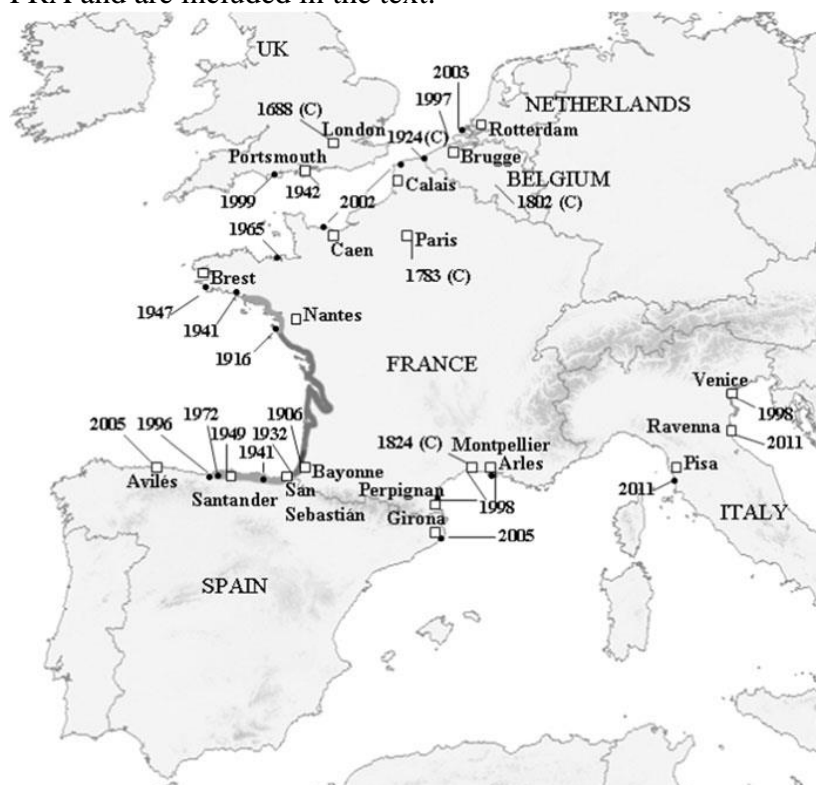 PRA and are included in the text.
UK
2003
1997
NETHERLANDS
1688 (C)
London
1924(C)
Rotterdam
Portsmouth
Brugge
BELGIUM
1999
1942
2002
Calais
1802 (C)
1965
Caen
Paris
1783 (C)
Brest
1947
1941
Nantes
1916
FRANCE
Venice
1998
2005
1996
1972
1949
1932
1941
1906
1824 (C)
Montpellier
Arles
Ravenna
2011
Avilés
Santander
San
Sebastián
Bayonne
Perpignan
1998
Pisa
2011
Girona
2005
ITALY
SPAIN